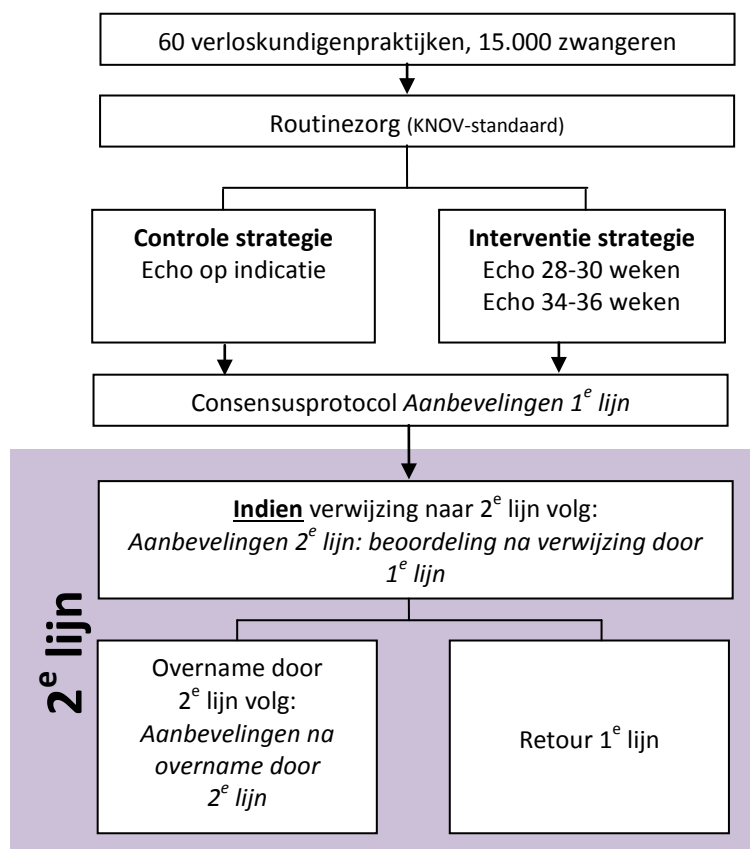 60 verloskundigenpraktijken, 15.000 zwangeren
Routinezorg (KNOV-standaard)
Controle strategie
Echo op indicatie
Interventie strategie
Echo 28-30 weken
Echo 34-36 weken
Consensusprotocol Aanbevelingen 1e lijn
2e lijn
Indien verwijzing naar 2e lijn volg:
Aanbevelingen 2e lijn: beoordeling na verwijzing door
1e lijn
Overname door
2e lijn volg:
Aanbevelingen na
overname door
2e lijn
Retour 1e lijn